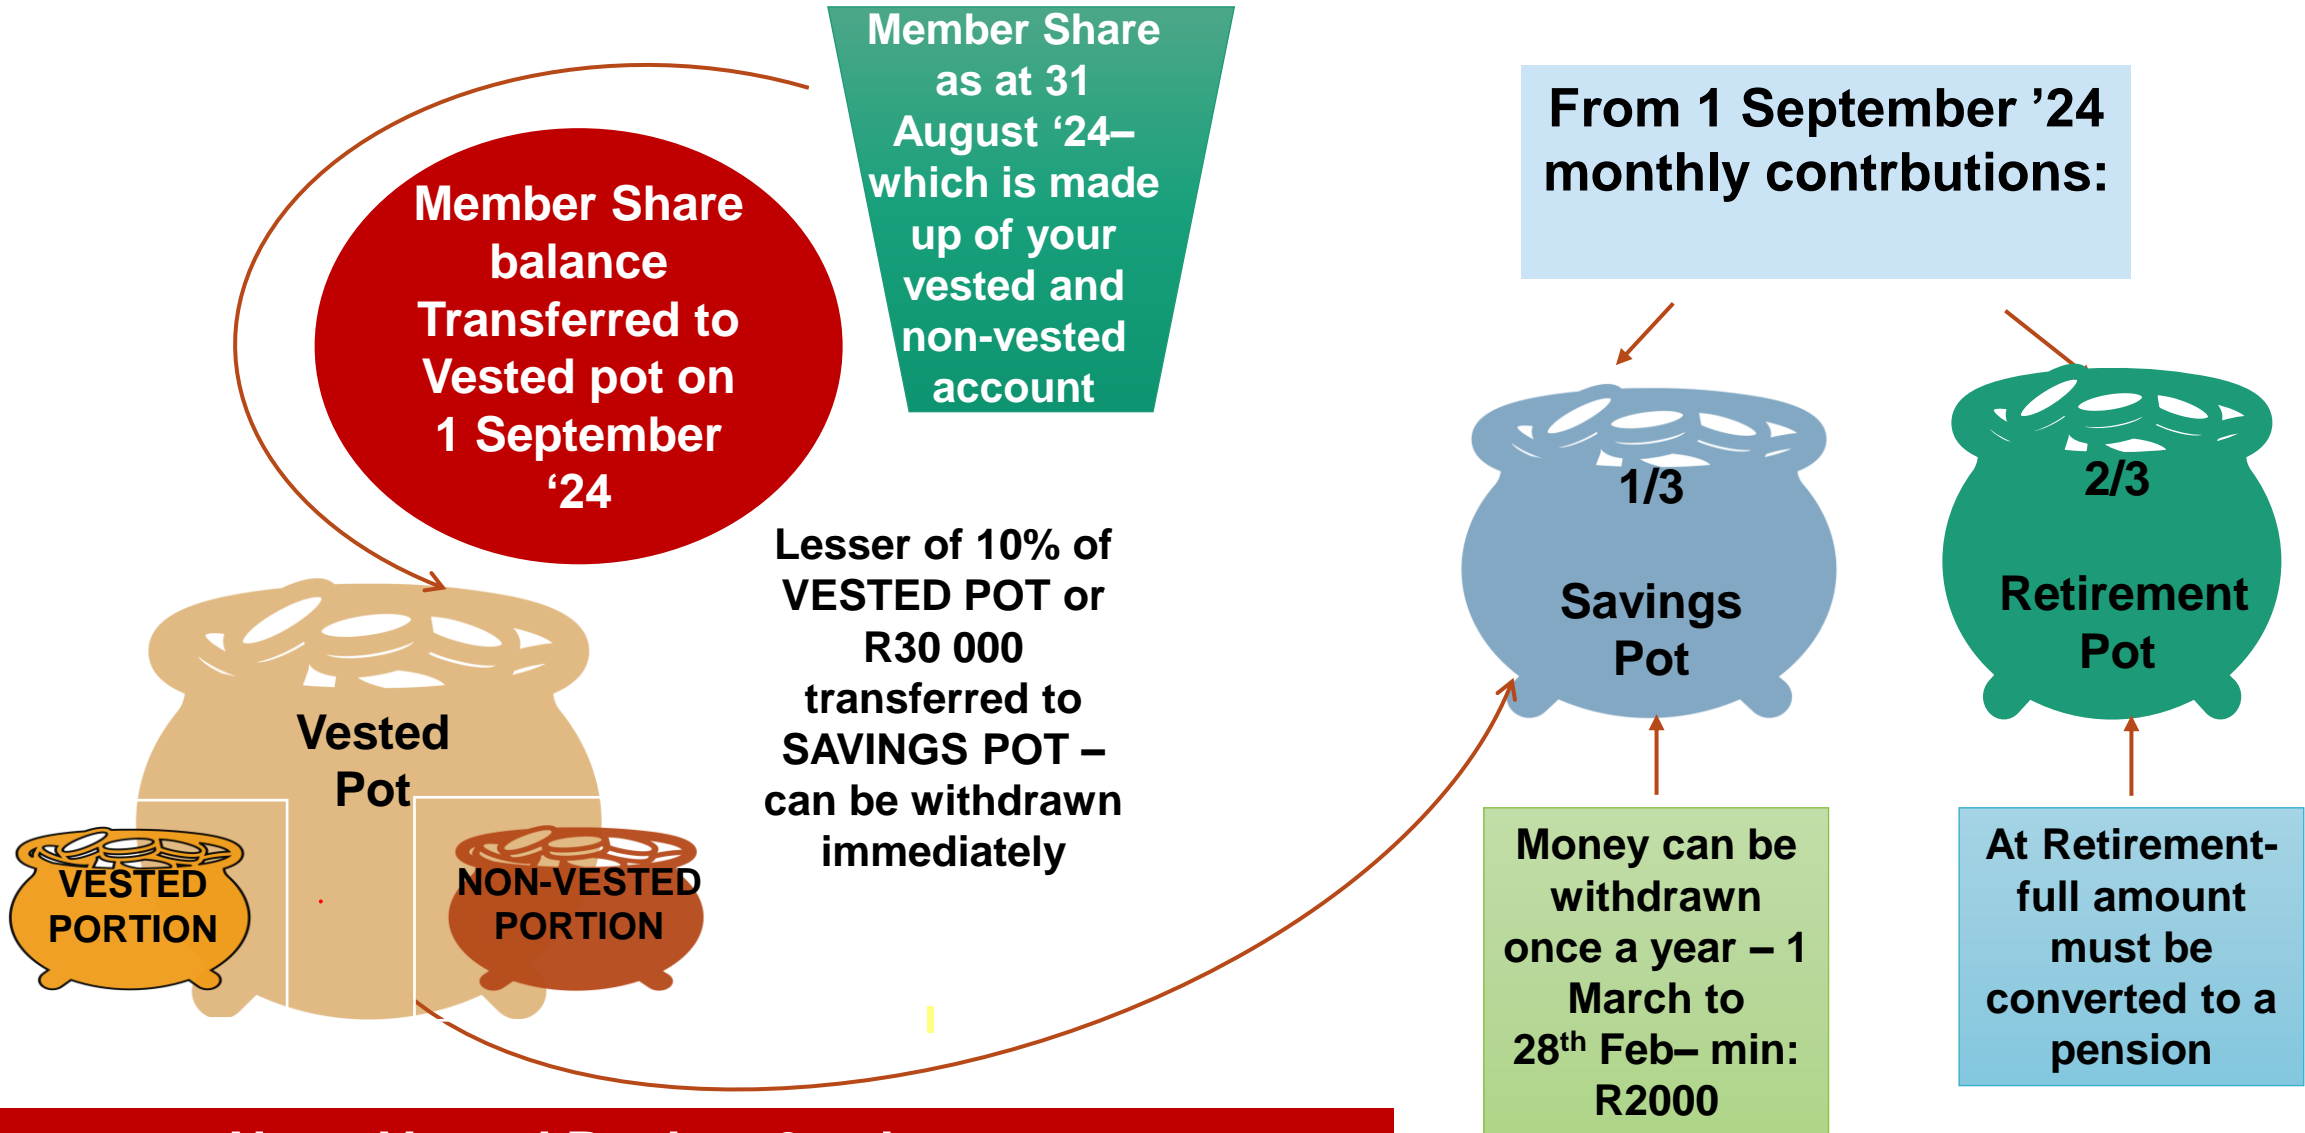 Member Share
as at 31
August ‘24–
which is made
up of your
vested and
non-vested
account
Member Share
balance
Transferred to
Vested pot on
1 September
‘24
Lesser of 10% of
VESTED POT or
R30 000
transferred to
SAVINGS POT –
can be withdrawn
immediately
Vested
Pot
VESTED
PORTION
NON-VESTED
PORTION
From 1 September ’24
monthly contrbutions:
1/3
Savings
Pot
2/3
Retirement
Pot
Money can be
withdrawn
once a year – 1
March to
28th Feb– min:
R2000
At Retirement-
full amount
must be
converted to a
pension